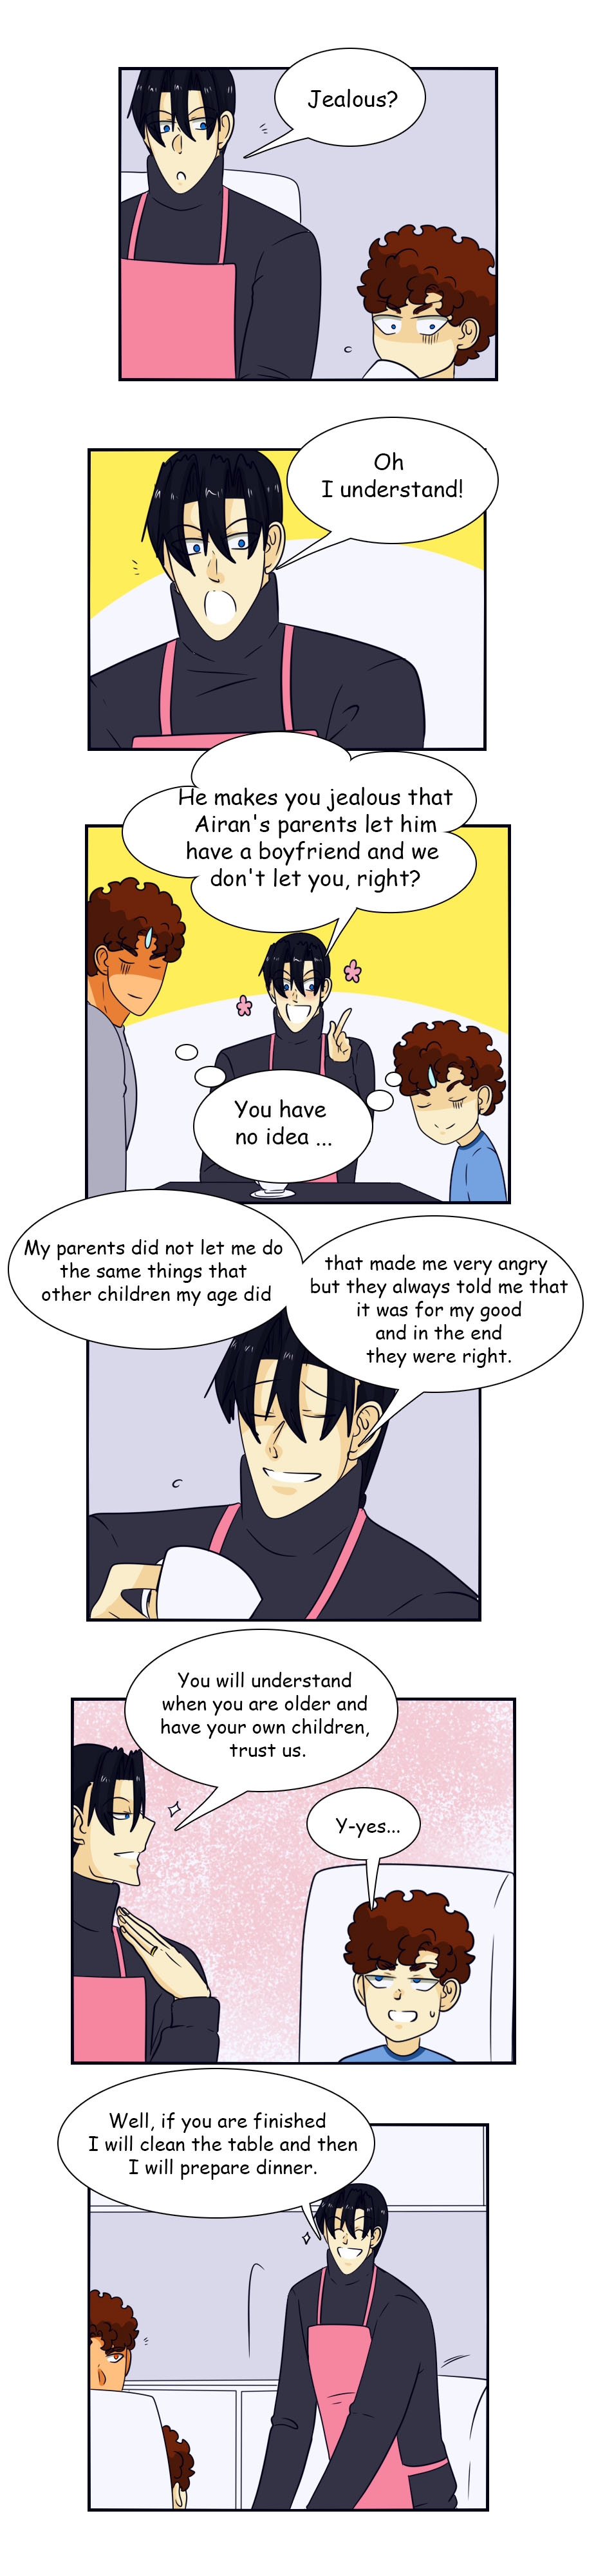 Jealous?
Oh
I understand!
He makes you jealous that
Airan's parents let him
have a boyfriend and we
don't let you, right?
You have
no idea ...
My parents did not let me do
the same things that
other children my age did
that made me very angry
but they always told me that
it was for my good
and in the end
they were right.
You will understand
when you are older and
have your own children,
trust us.
Y-yes...
Well, if you are finished
I will clean the table and then
I will prepare dinner.